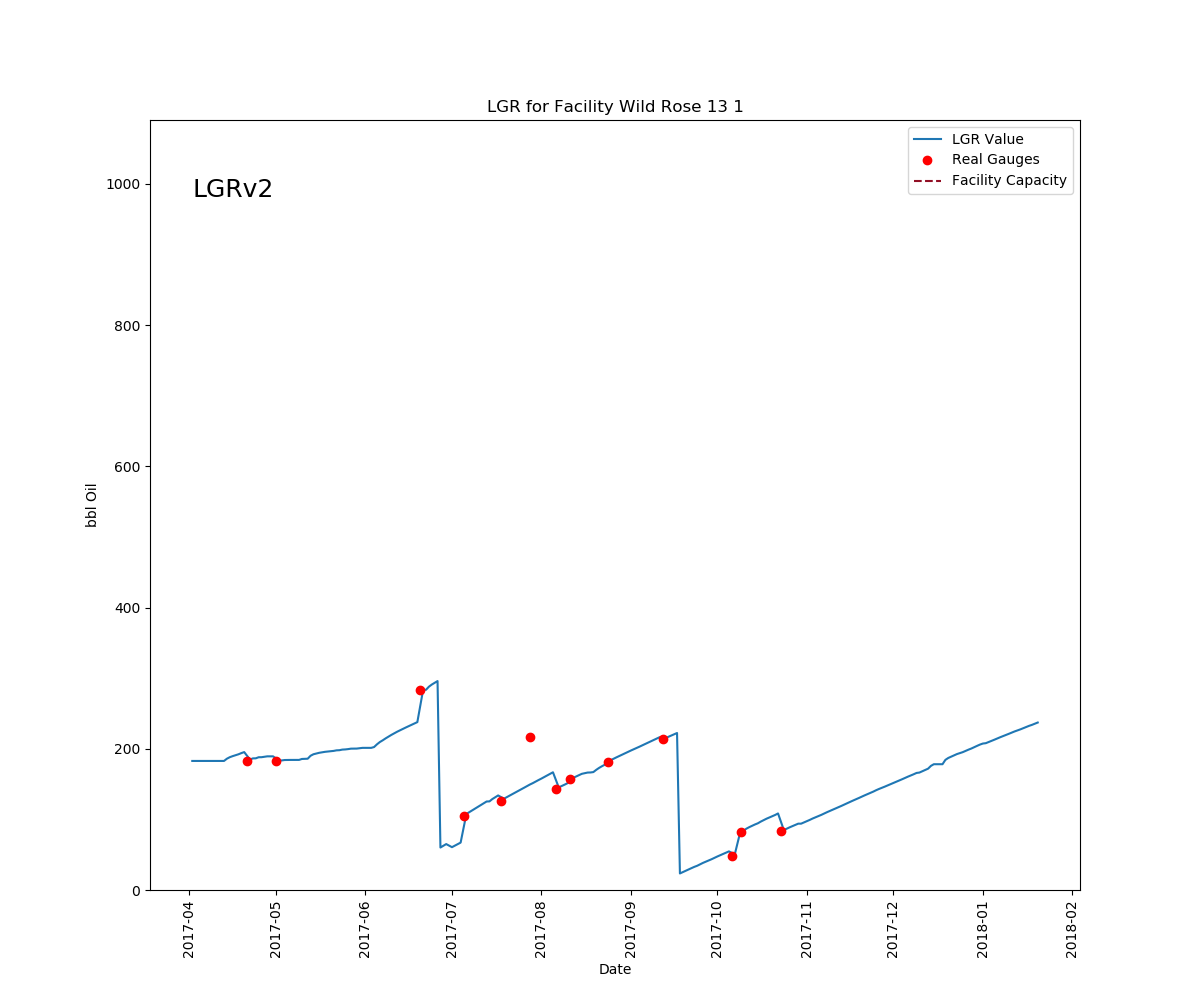 LGR for Facility Wild Rose 13 1
LGRv2
LGR Value
Real Gauges
Facility Capacity
bbl Oil
1000
800
600
400
200
0
2017-04
2017-05
2017-06
2017-07
2017-08
2017-09
2017-10
2017-11
2017-12
2018-01
2018-02
Date